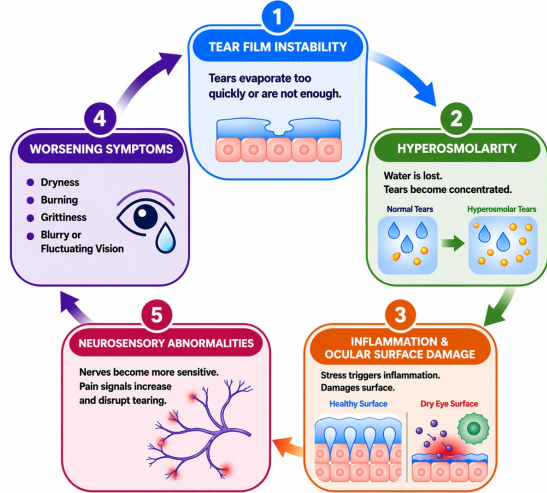 1
TEAR FILM INSTABILITY
Tears evaporate too
quickly or are not enough.
2
HYPEROSMOLARITY
Water is lost.
Tears become concentrated.
Normal Tears
Hyperosmolar Tears
3
INFLAMMATION &
OCULAR SURFACE DAMAGE
Stress triggers inflammation.
Damages surface.
Healthy Surface
Dry Eye Surface
5
NEUROSENSORY ABNORMALITIES
Nerves become more sensitive.
Pain signals increase
and disrupt tearing.
4
WORSENING SYMPTOMS
Dryness
Burning
Grittiness
Blurry or
Fluctuating Vision